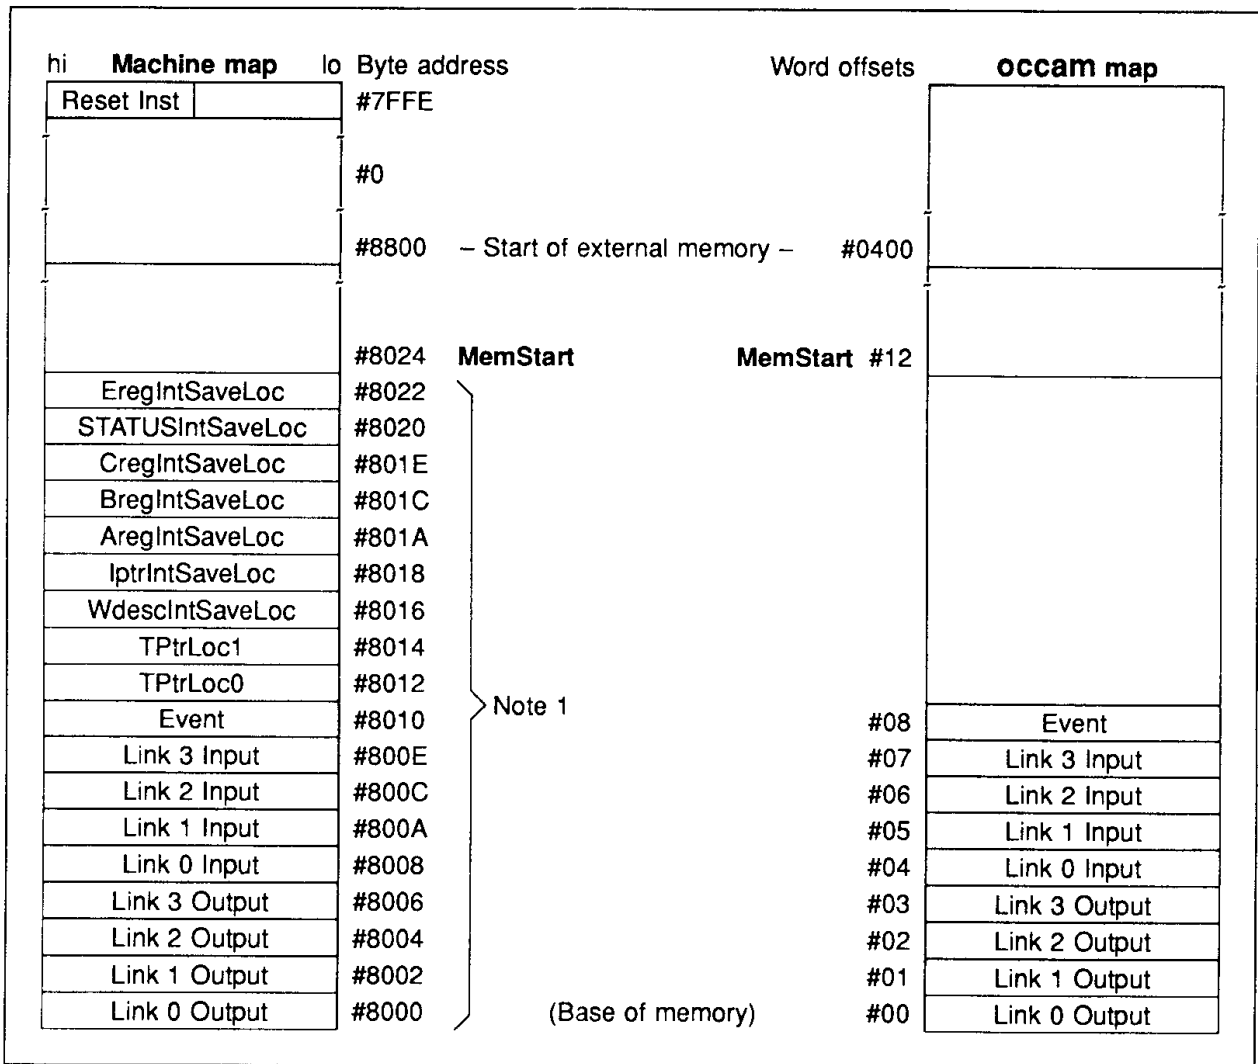 hi Machine map lo Byte address Word offsets occam map
Reset Inst #7FFE
#0
#8800 – Start of external memory – #0400
#8024 MemStart MemStart #12
EregIntSaveLoc #8022
STATUSIntSaveLoc #8020
CregIntSaveLoc #801E
BregIntSaveLoc #801C
AregIntSaveLoc #801A
IptrIntSaveLoc #8018
WdescIntSaveLoc #8016
TPtrLoc1 #8014
TPtrLoc0 #8012
Note 1
Event #8010 #08 Event
Link 3 Input #800E #07 Link 3 Input
Link 2 Input #800C #06 Link 2 Input
Link 1 Input #800A #05 Link 1 Input
Link 0 Input #8008 #04 Link 0 Input
Link 3 Output #8006 #03 Link 3 Output
Link 2 Output #8004 #02 Link 2 Output
Link 1 Output #8002 #01 Link 1 Output
Link 0 Output #8000 (Base of memory) #00 Link 0 Output